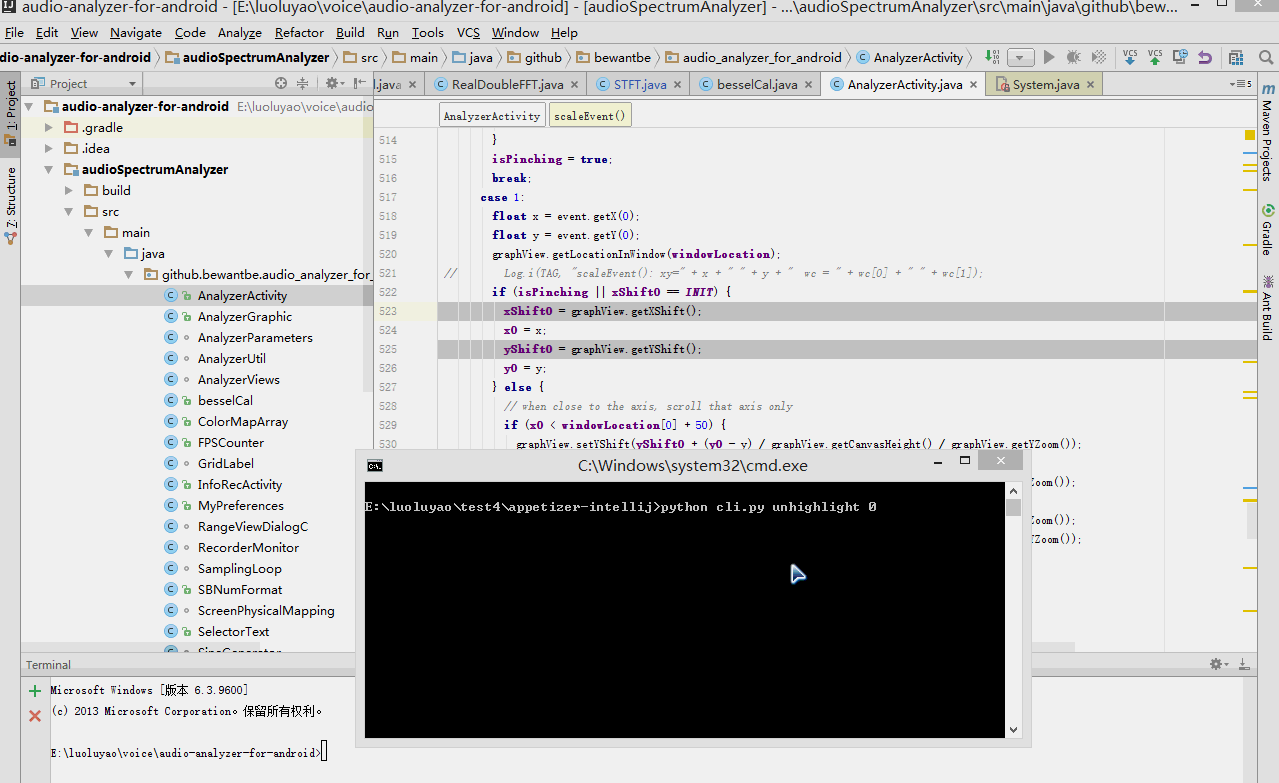 audio-analyzer-for-android - [E:\luoluyao\voice\audio-analyzer-for-android] - [audioSpectrumAnalyzer] - ...\audioSpectrumAnalyzer\src\main\java\github\bew...
File Edit View Navigate Code Analyze Refactor Build Run Tools VCS Window Help
dio-analyzer-for-android audioSpectrumAnalyzer src main java github bewantbe audio_analyzer_for_android AnalyzerActivity VCS VCS
Project l.java RealDoubleFFT.java STFT.java besselCal.java AnalyzerActivity.java System.java 5
1: Project
7: Structure
audio-analyzer-for-android E:\luoluyao\voice\audio
.gradle
.idea
audioSpectrumAnalyzer
build
src
main
java
github.bewantbe.audio_analyzer_for_
AnalyzerActivity
AnalyzerGraphic
AnalyzerParameters
AnalyzerUtil
AnalyzerViews
besselCal
ColorMapArray
FPSCounter
GridLabel
InfoRecActivity
MyPreferences
RangeViewDialogC
RecorderMonitor
SamplingLoop
SBNumFormat
ScreenPhysicalMapping
SelectorText
SineGenerator
AnalyzerActivity scaleEvent()
514 }
515 isPinching = true;
516 break;
517 case 1:
518 float x = event.getX(0);
519 float y = event.getY(0);
520 graphView.getLocationInWindow(windowLocation);
521 // Log.i(TAG, "scaleEvent(): xy=" + x + " " + y + " wc = " + wc[0] + " " + wc[1]);
522 if (isPinching || xShift0 == INIT) {
523 xShift0 = graphView.getXShift();
524 x0 = x;
525 yShift0 = graphView.getYShift();
526 y0 = y;
527 } else {
528 // when close to the axis, scroll that axis only
529 if (x0 < windowLocation[0] + 50) {
530 graphView.setYShift(yShift0 + (y0 - y) / graphView.getCanvasHeight() / graphView.getYZoom());
Zoom());
Zoom());
Zoom());
Maven Projects
Gradle
Ant Build
C:\Windows\system32\cmd.exe
E:\luoluyao\test4\appetizer-intellij>python cli.py unhighlight 0
Terminal
Microsoft Windows [版本 6.3.9600]
(c) 2013 Microsoft Corporation。保留所有权利。
E:\luoluyao\voice\audio-analyzer-for-android>